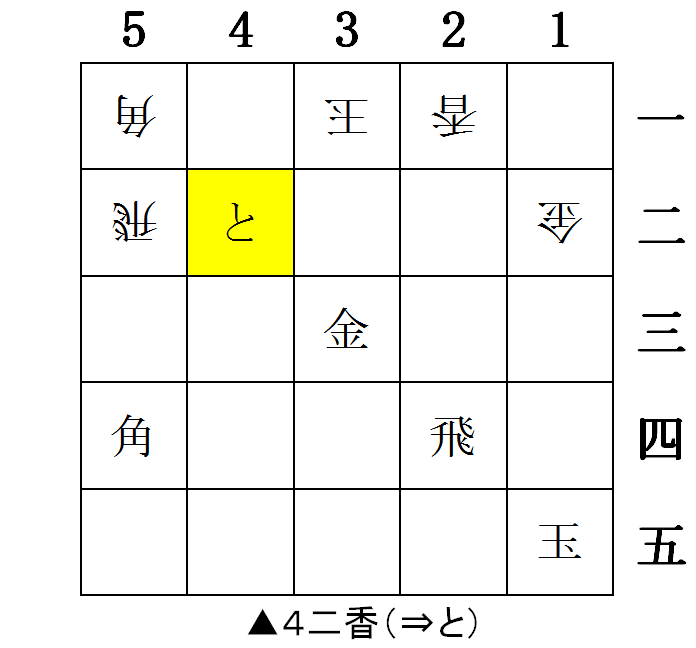 5 4 3 2 1
角 王 香 一
飛 と 金 二
金 三
角 飛 四
玉 五
▲4二香(⇒と)